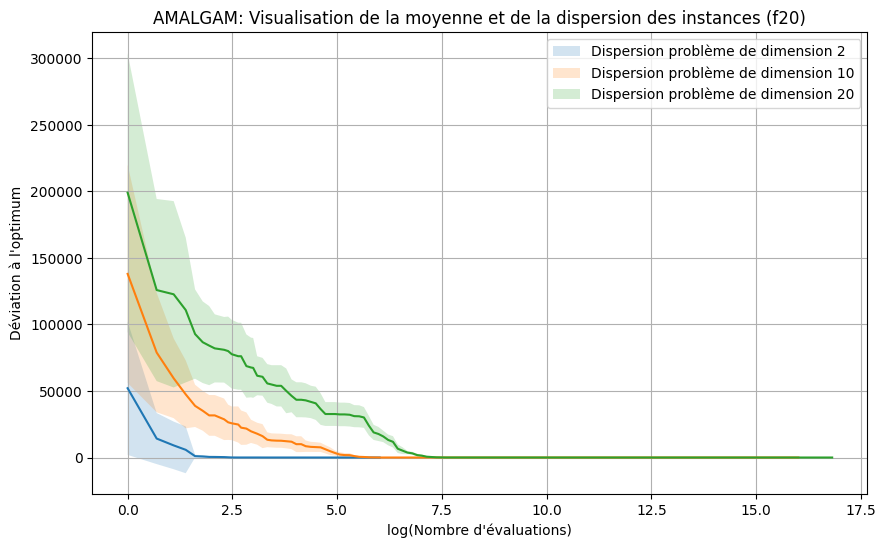 AMALGAM: Visualisation de la moyenne et de la dispersion des instances (f20)
Dispersion problème de dimension 2
Dispersion problème de dimension 10
Dispersion problème de dimension 20
Déviation à l'optimum
300000
250000
200000
150000
100000
50000
0
0.0 2.5 5.0 7.5 10.0 12.5 15.0 17.5
log(Nombre d'évaluations)